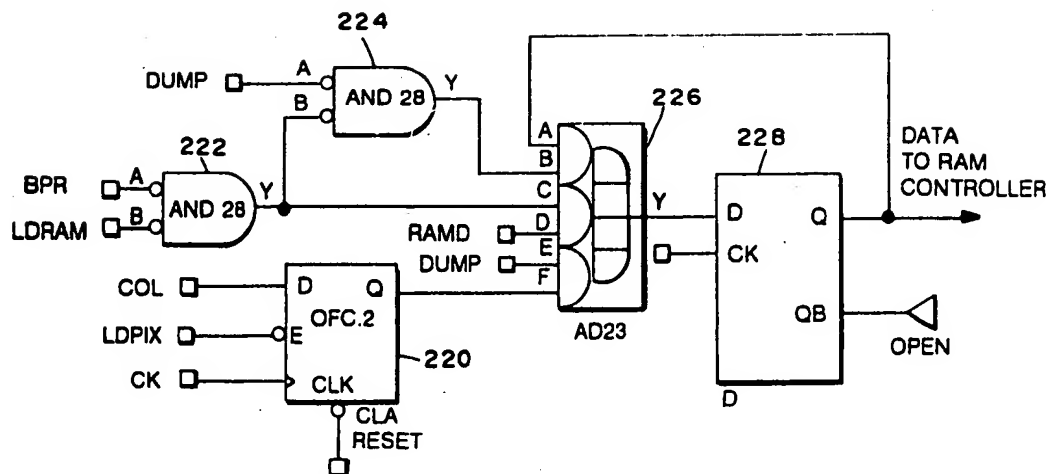 224
DUMP
A
B
AND 28
Y
226
222
BPR
A
LDRAM
B
AND 28
Y
A
B
C
D
E
F
RAMD
DUMP
Y
AD23
228
D
Q
CK
QB
D
DATA
TO RAM
CONTROLLER
OPEN
COL
LDPIX
CK
D
Q
OFC.2
E
CLK
220
CLA
RESET